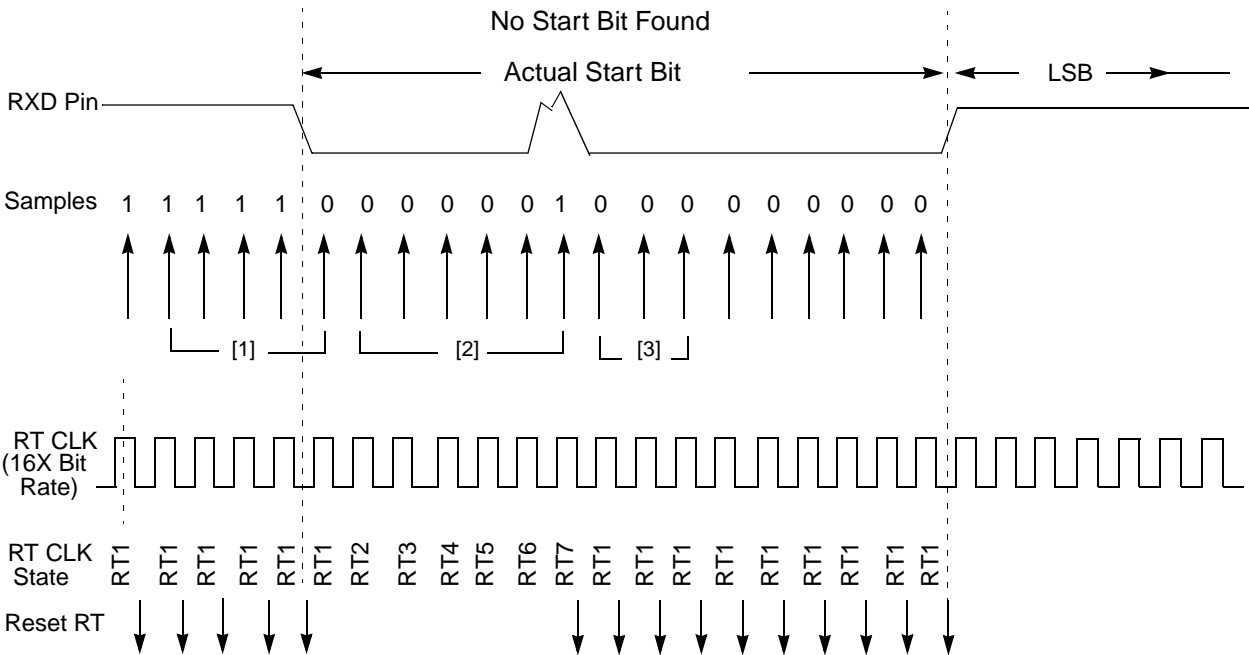 No Start Bit Found
Actual Start Bit
LSB
RXD Pin
Samples 1 1 1 1 1 0 0 0 0 0 0 1 0 0 0 0 0 0 0 0 0
[1] [2] [3]
RT CLK
(16X Bit
Rate)
RT CLK
State
RT1 RT1 RT1 RT1 RT1 RT1 RT2 RT3 RT4 RT5 RT6 RT7 RT1 RT1 RT1 RT1 RT1 RT1 RT1 RT1 RT1
Reset RT